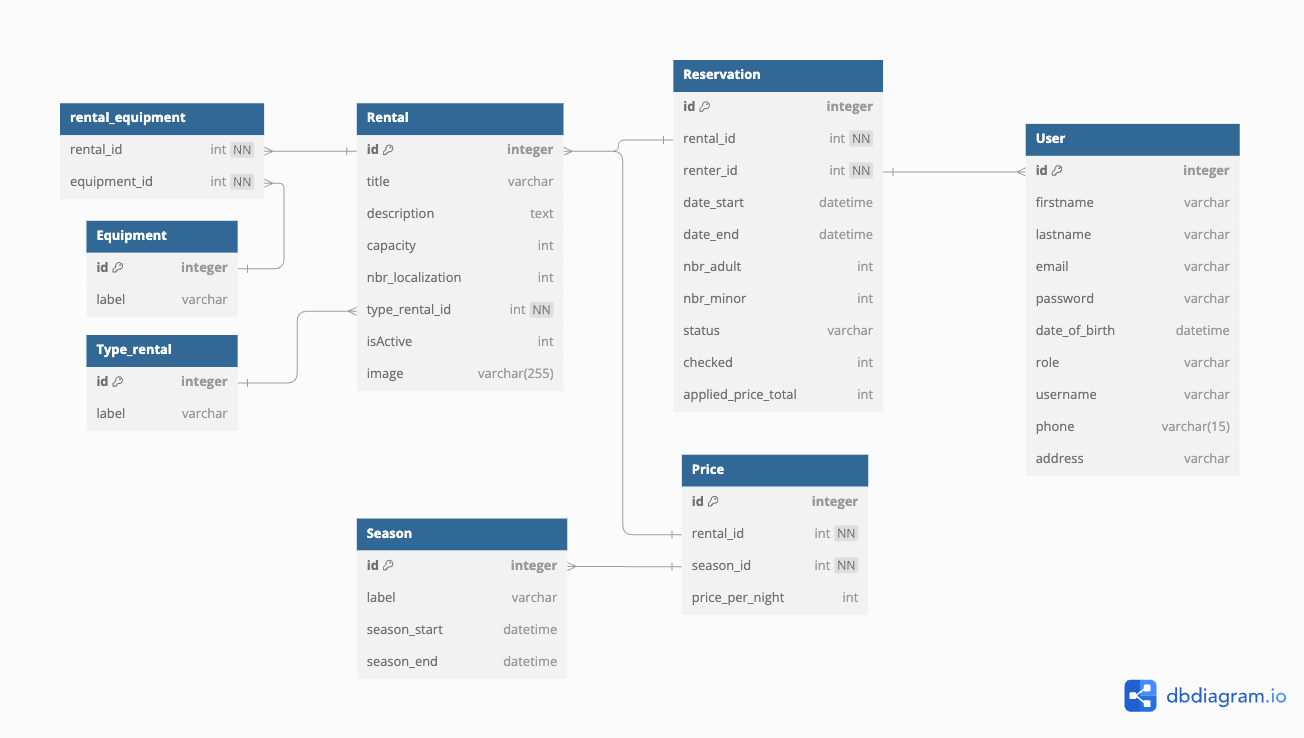 rental_equipment
rental_id int NN
equipment_id int NN
Equipment
id integer
label varchar
Type_rental
id integer
label varchar
Rental
id integer
title varchar
description text
capacity int
nbr_localization int
type_rental_id int NN
isActive int
image varchar(255)
Season
id integer
label varchar
season_start datetime
season_end datetime
Reservation
id integer
rental_id int NN
renter_id int NN
date_start datetime
date_end datetime
nbr_adult int
nbr_minor int
status varchar
checked int
applied_price_total int
Price
id integer
rental_id int NN
season_id int NN
price_per_night int
User
id integer
firstname varchar
lastname varchar
email varchar
password varchar
date_of_birth datetime
role varchar
username varchar
phone varchar(15)
address varchar
dbdiagram.io